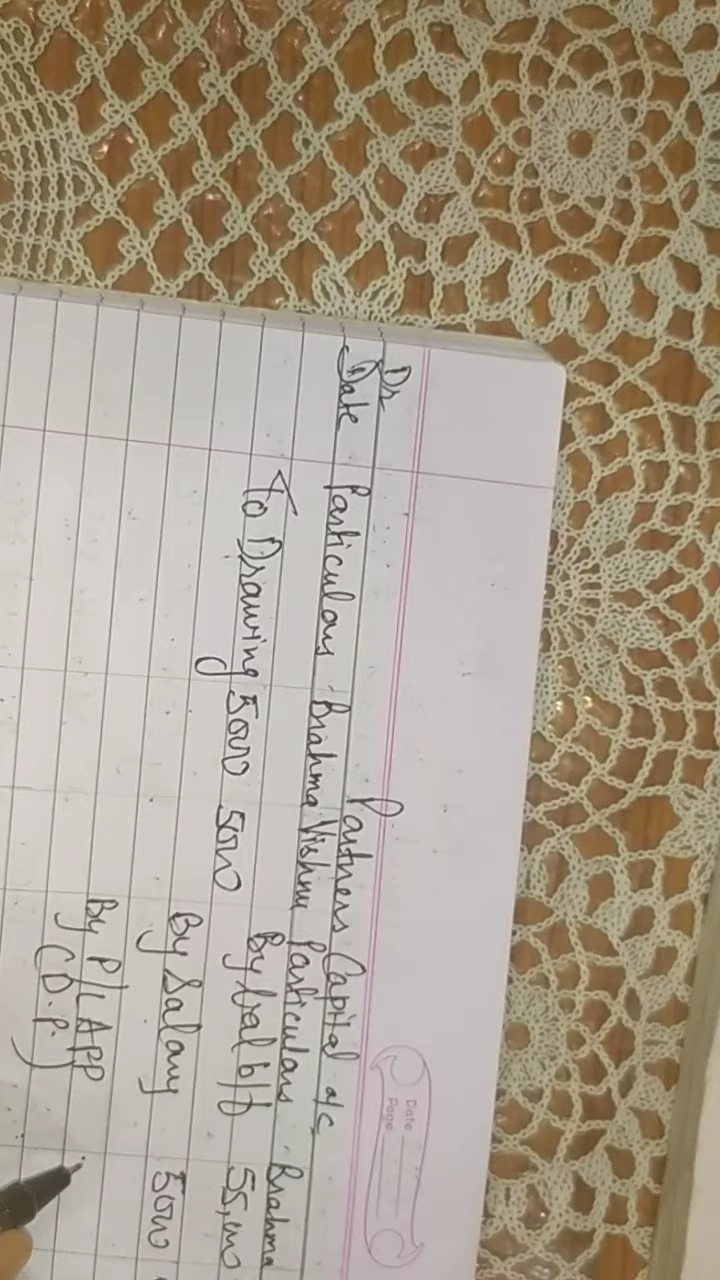 Partners Capital a/c
Dr.
Date Particulars Brahma Vishnu Particulars Brahma
To Drawing 5000 5000 By bal b/d 55,000
By Salary 5000
By P/L APP
(D.P.)
Date
Page